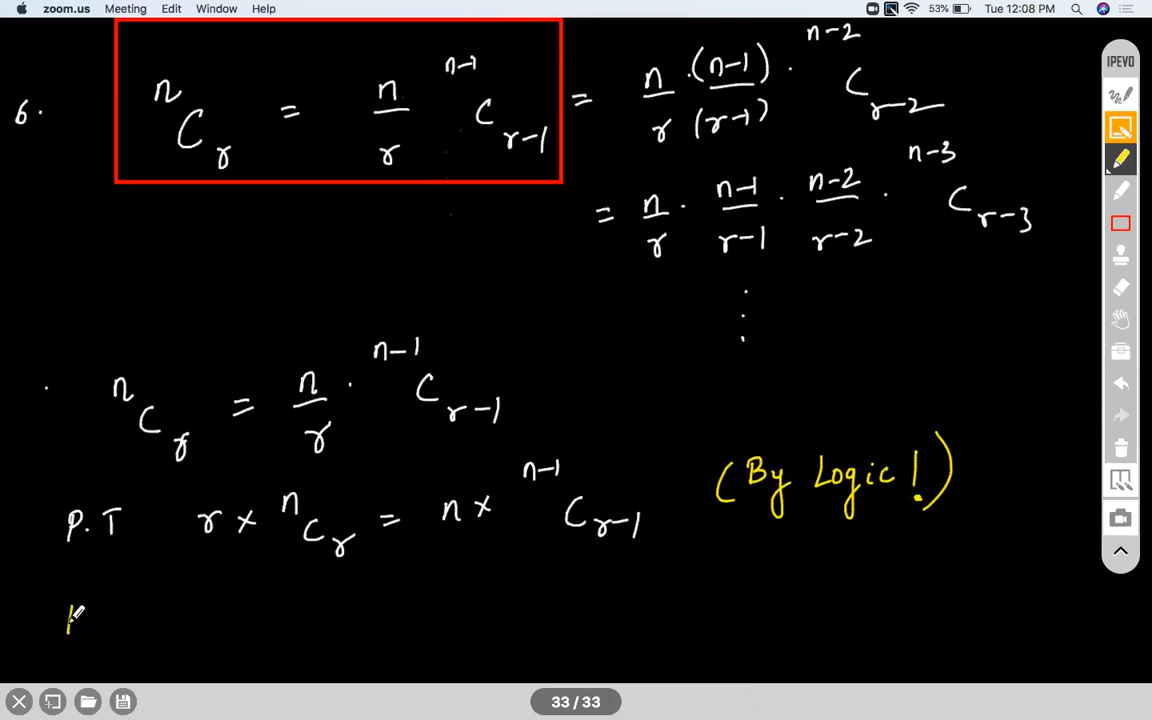 zoom.us Meeting Edit Window Help 53% Tue 12:08 PM
IPEVO
6. ⁿCᵣ = n/r ⁿ⁻¹Cᵣ₋₁ = n/r · (n-1)/(r-1) · ⁿ⁻²Cᵣ₋₂
= n/r · n-1/r-1 · n-2/r-2 · ⁿ⁻³Cᵣ₋₃
⋮
· ⁿCᵣ = n/r · ⁿ⁻¹Cᵣ₋₁
(By Logic!)
P.T r × ⁿCᵣ = n × ⁿ⁻¹Cᵣ₋₁
33 / 33